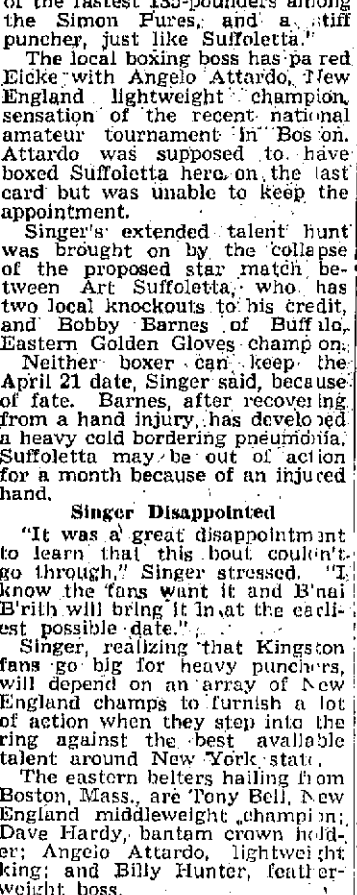 of the fastest 135-pounders among
the Simon Pures, and a stiff
puncher, just like Suffoletta."
The local boxing boss has pa red
Eicke with Angelo Attardo, New
England lightweight champion,
sensation of the recent national
amateur tournament in Boston.
Attardo was supposed to have
boxed Suffoletta here on the last
card but was unable to keep the
appointment.
Singer's extended talent hunt
was brought on by the collapse
of the proposed star match be-
tween Art Suffoletta, who has
two local knockouts to his credit,
and Bobby Barnes of Buffalo,
Eastern Golden Gloves champion.
Neither boxer can keep the
April 21 date, Singer said, because
of fate. Barnes, after recovering
from a hand injury, has developed
a heavy cold bordering pneumonia.
Suffoletta may be out of action
for a month because of an injured
hand.
Singer Disappointed
"It was a great disappointment
to learn that this bout couldn't
go through," Singer stressed. "I
know the fans want it and B'nai
B'rith will bring it in at the earli-
est possible date."
Singer, realizing that Kingston
fans go big for heavy punchers,
will depend on an array of New
England champs to furnish a lot
of action when they step into the
ring against the best available
talent around New York state.
The eastern belters hailing from
Boston, Mass., are Tony Bell, New
England middleweight champion;
Dave Hardy, bantam crown hold-
er; Angelo Attardo, lightweight
king; and Billy Hunter, feather-
weight boss.